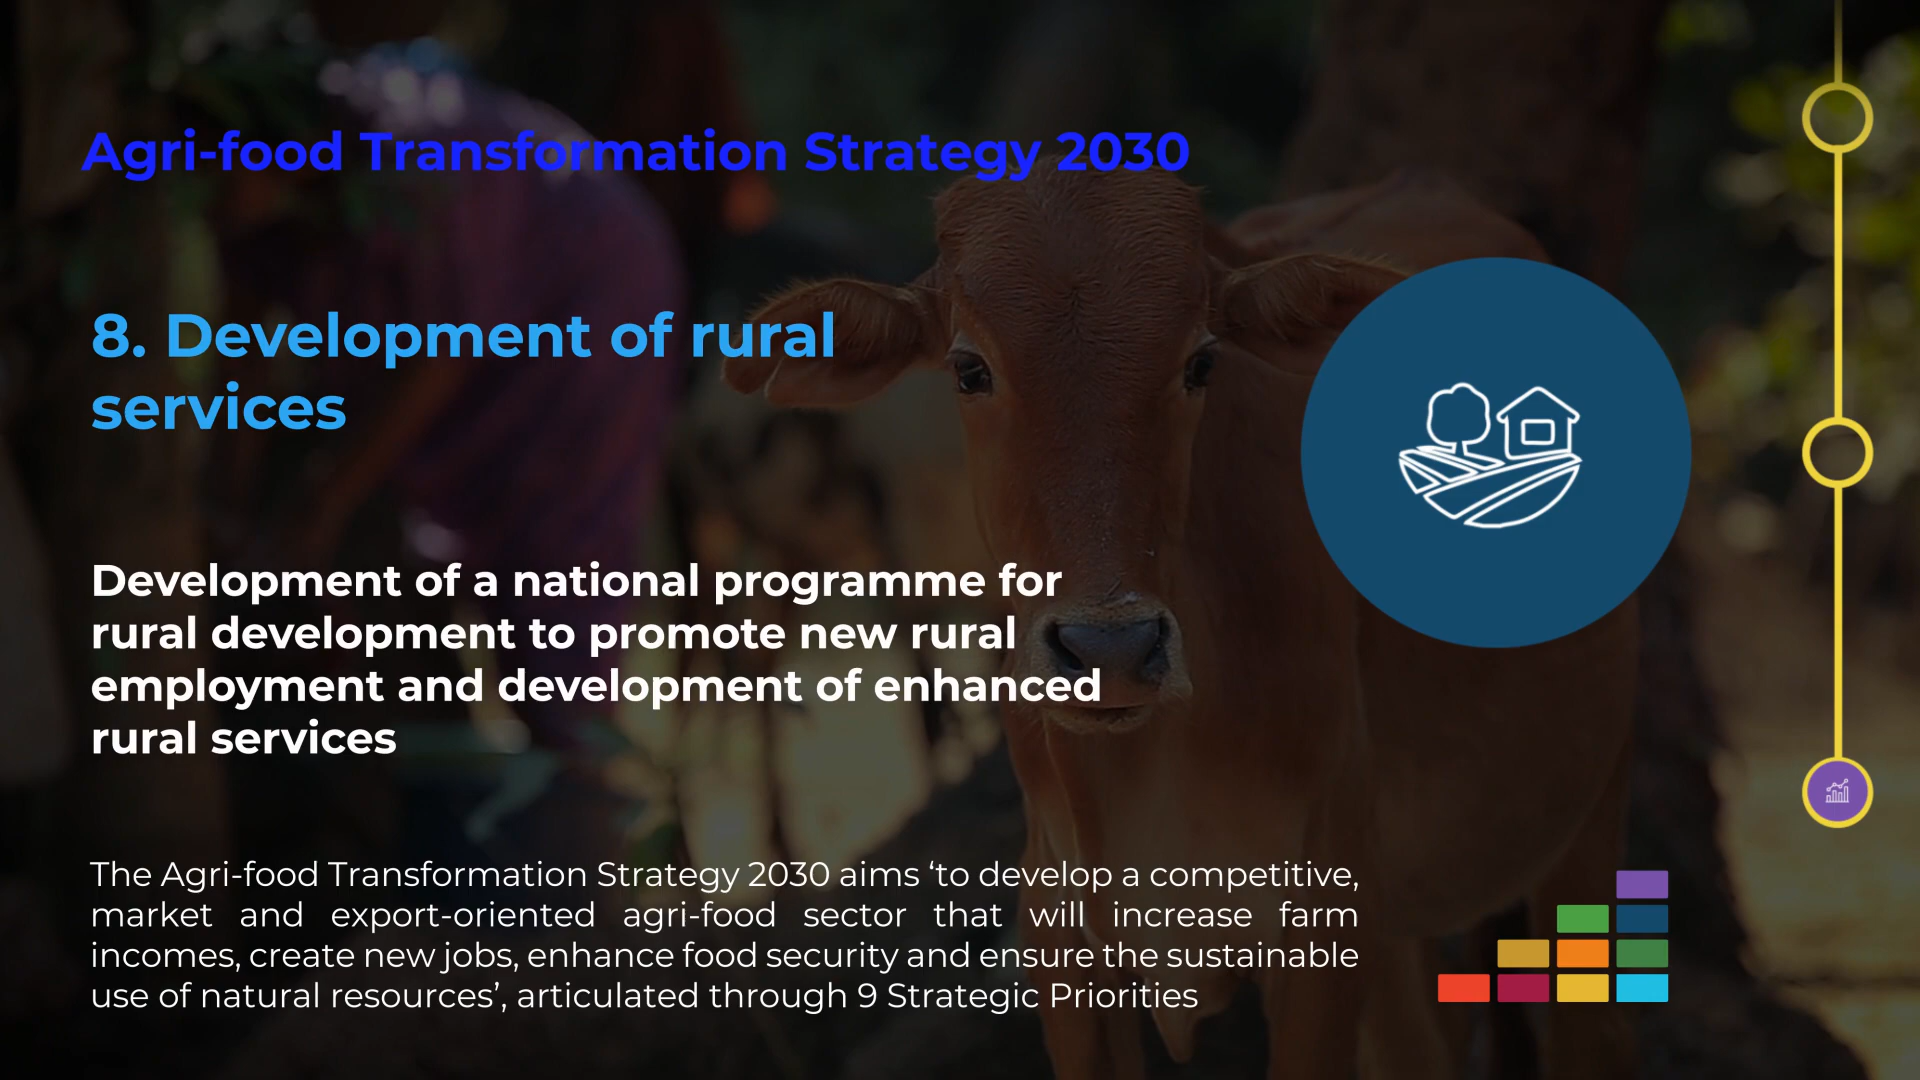 Agri-food Transformation Strategy 2030
8. Development of rural
services
Development of a national programme for
rural development to promote new rural
employment and development of enhanced
rural services
The Agri-food Transformation Strategy 2030 aims ‘to develop a competitive,
market and export-oriented agri-food sector that will increase farm
incomes, create new jobs, enhance food security and ensure the sustainable
use of natural resources’, articulated through 9 Strategic Priorities